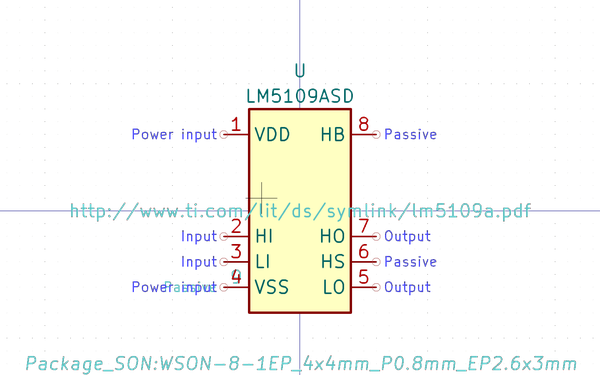 U
LM5109ASD
Power input 1 VDD HB 8 Passive
http://www.ti.com/lit/ds/symlink/lm5109a.pdf
Input 2 HI HO 7 Output
Input 3 LI HS 6 Passive
9
Power input Passive 4 VSS LO 5 Output
Package_SON:WSON-8-1EP_4x4mm_P0.8mm_EP2.6x3mm